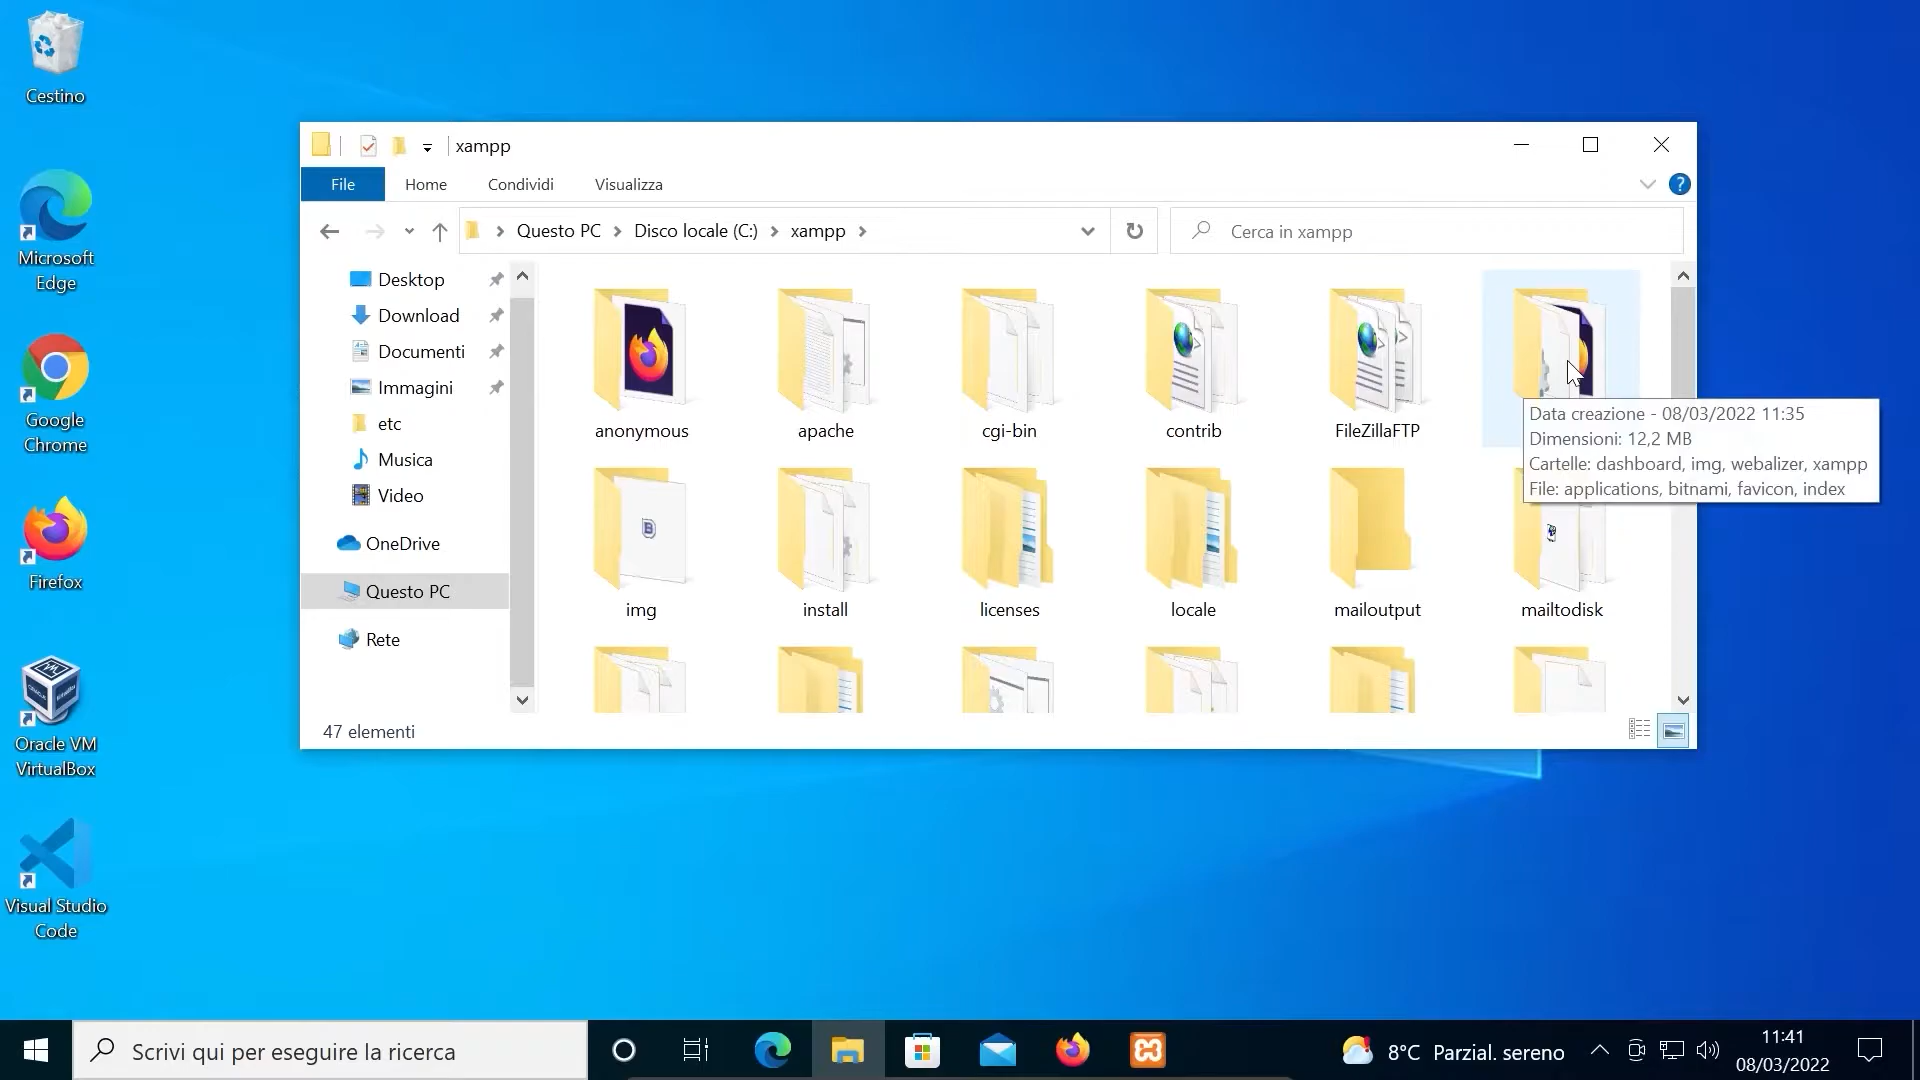 Cestino
Microsoft
Edge
Google
Chrome
Firefox
Oracle VM
VirtualBox
Visual Studio
Code
xampp
File
Home
Condividi
Visualizza
Questo PC
Disco locale (C:)
xampp
Cerca in xampp
Desktop
Download
Documenti
Immagini
etc
Musica
Video
OneDrive
Questo PC
Rete
anonymous
apache
cgi-bin
contrib
FileZillaFTP
Data creazione - 08/03/2022 11:35
Dimensioni: 12,2 MB
Cartelle: dashboard, img, webalizer, xampp
File: applications, bitnami, favicon, index
img
install
licenses
locale
mailoutput
mailtodisk
47 elementi
Scrivi qui per eseguire la ricerca
8°C Parzial. sereno
11:41
08/03/2022